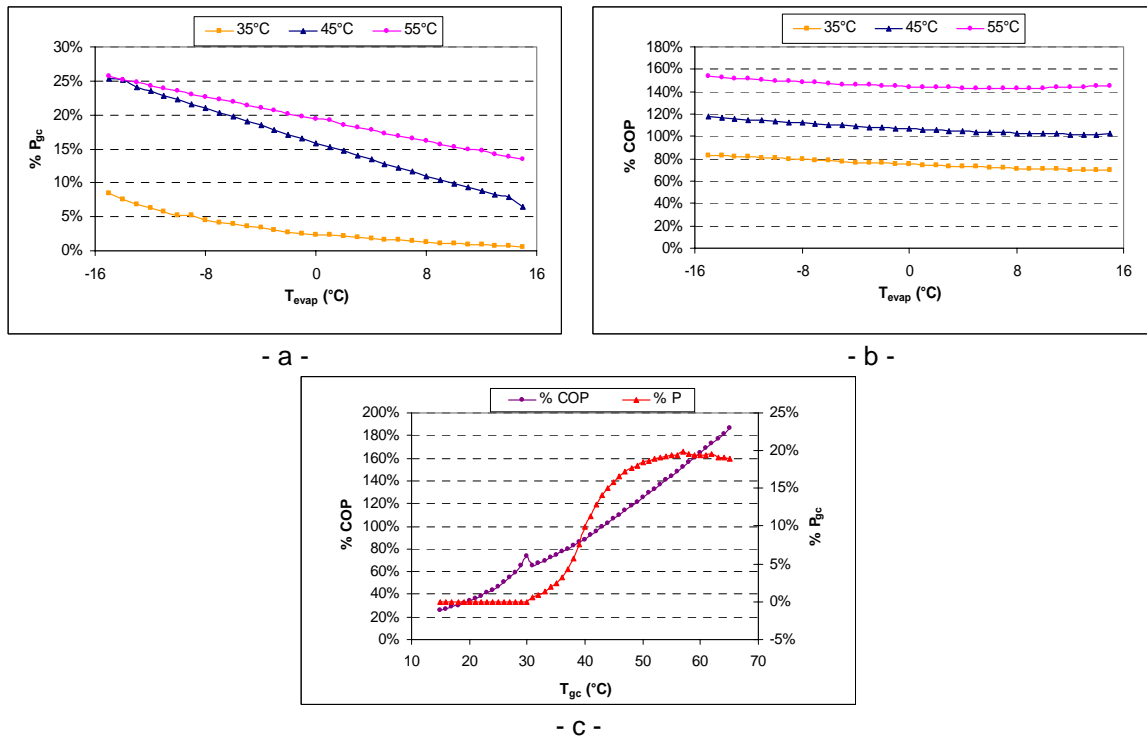 35°C 45°C 55°C
30%
25%
20%
15%
10%
5%
0%
% Pgc
-16 -8 0 8 16
Tevap (°C)
- a -
35°C 45°C 55°C
180%
160%
140%
120%
100%
80%
60%
40%
20%
0%
% COP
-16 -8 0 8 16
Tevap (°C)
- b -
% COP % P
200%
180%
160%
140%
120%
100%
80%
60%
40%
20%
0%
% COP
25%
20%
15%
10%
5%
0%
-5%
% Pgc
10 20 30 40 50 60 70
Tgc (°C)
- c -